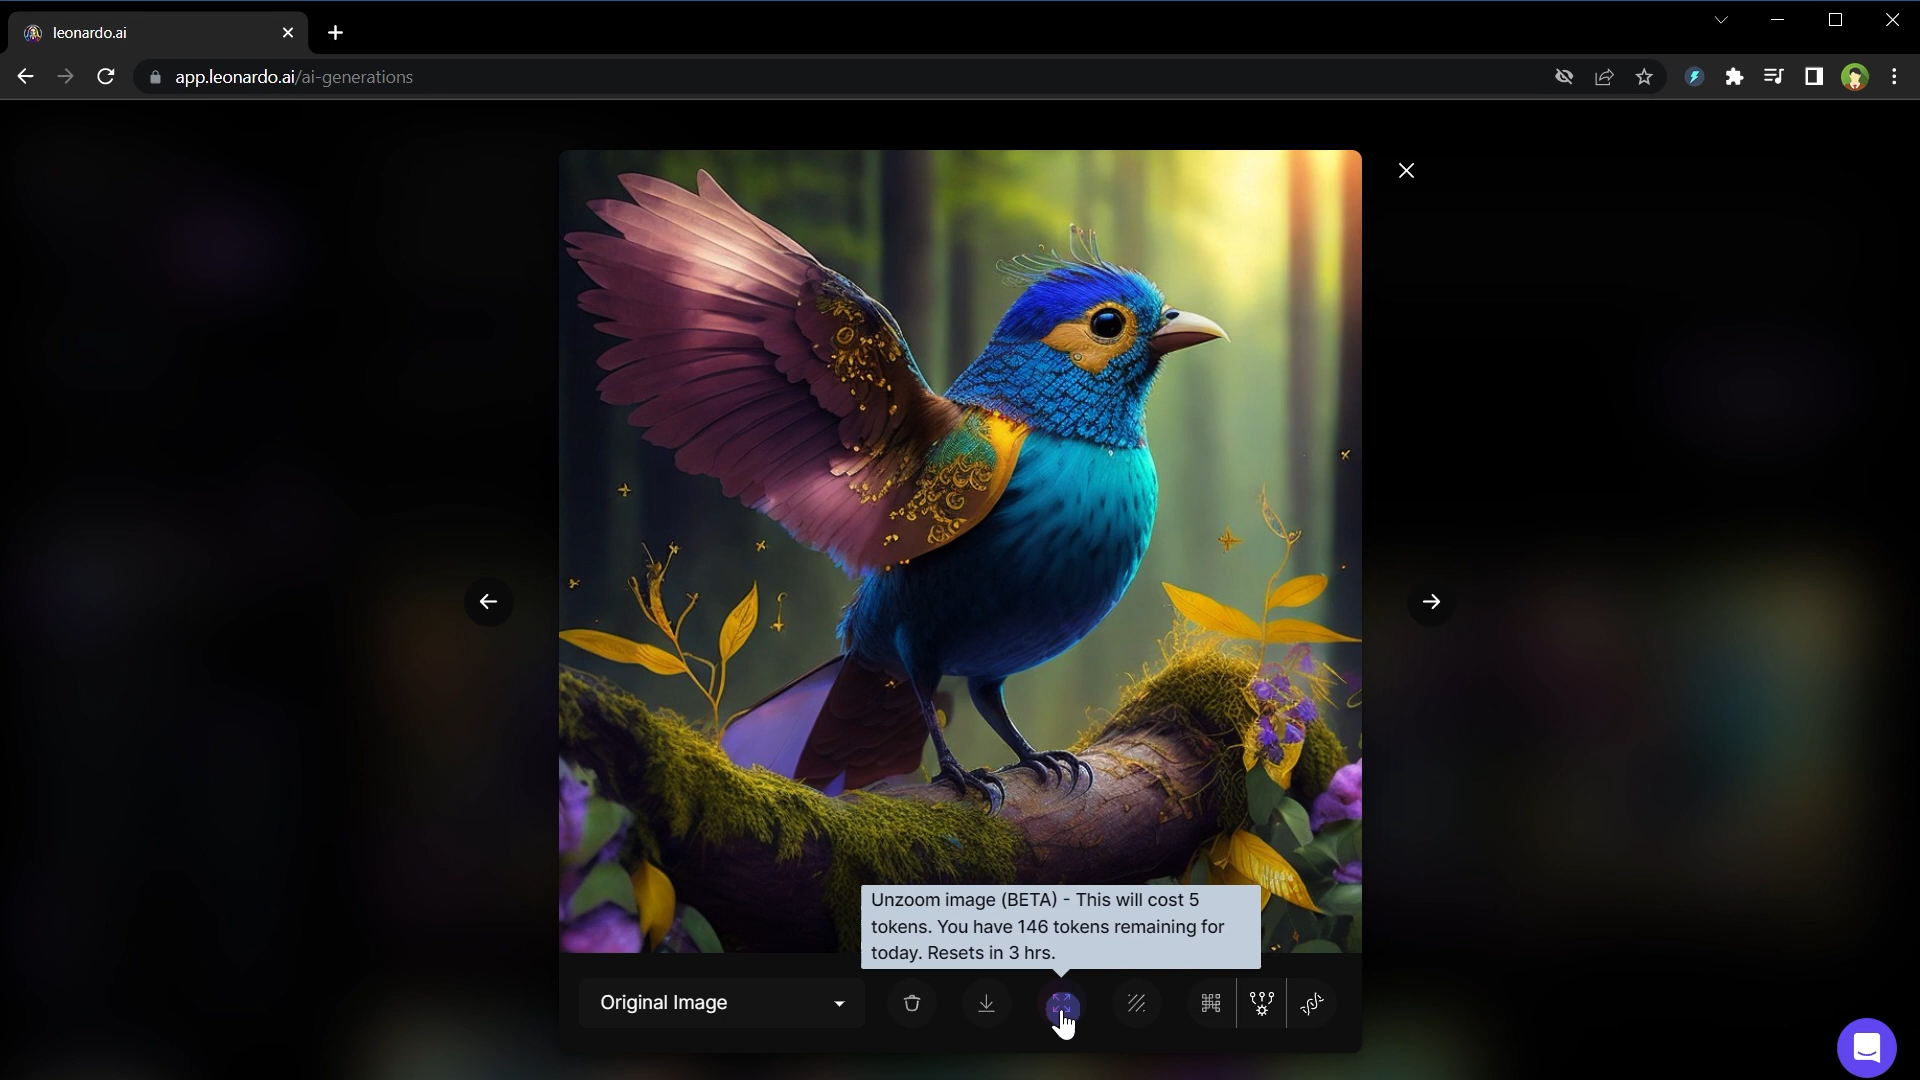 leonardo.ai
app.leonardo.ai/ai-generations
Unzoom image (BETA) - This will cost 5
tokens. You have 146 tokens remaining for
today. Resets in 3 hrs.
Original Image